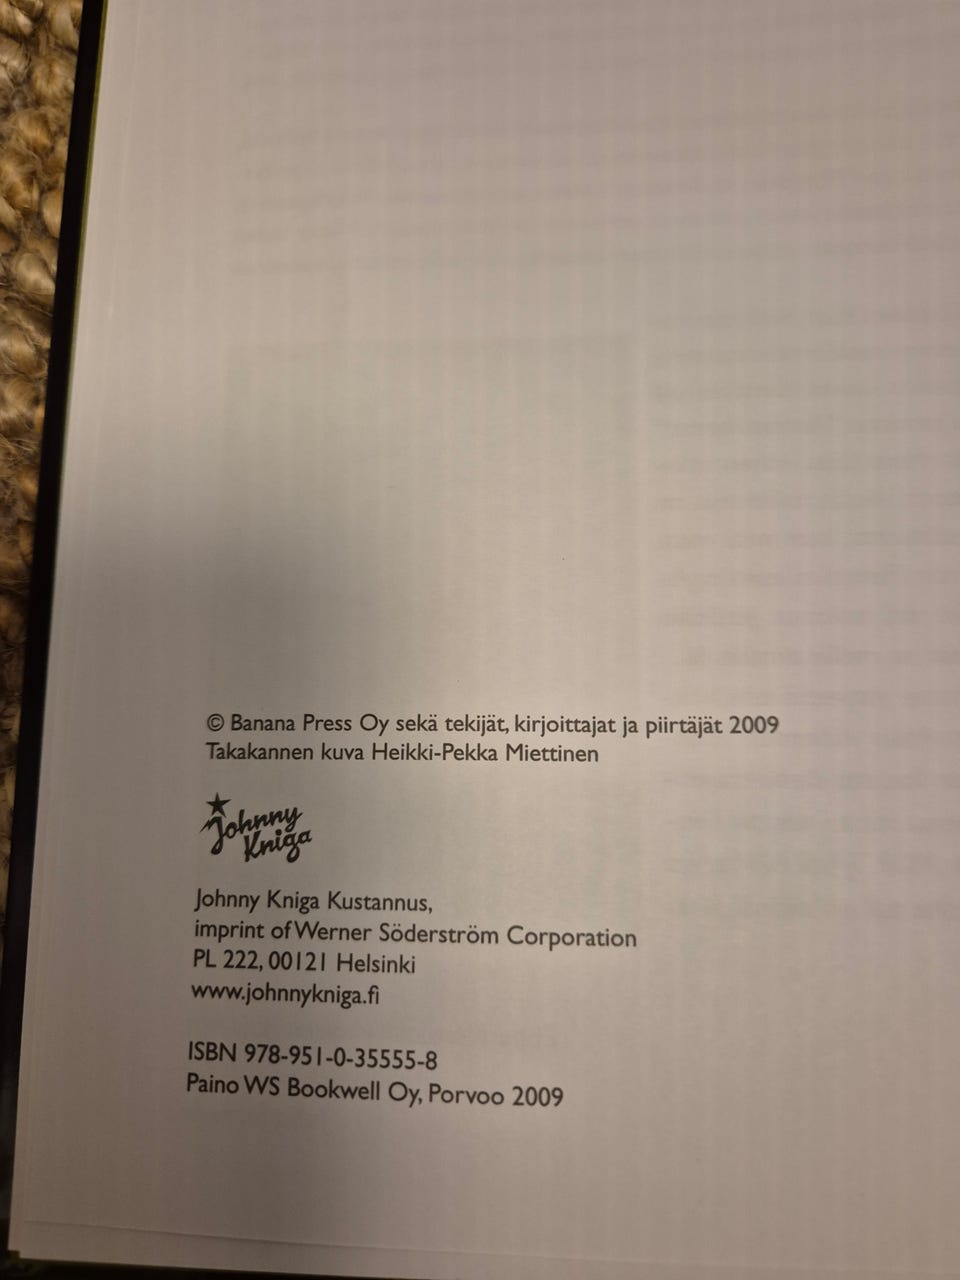 © Banana Press Oy sekä tekijät, kirjoittajat ja piirtäjät 2009
Takakannen kuva Heikki-Pekka Miettinen
Johnny
Kniga
Johnny Kniga Kustannus,
imprint of Werner Söderström Corporation
PL 222, 00121 Helsinki
www.johnnykniga.fi
ISBN 978-951-0-35555-8
Paino WS Bookwell Oy, Porvoo 2009